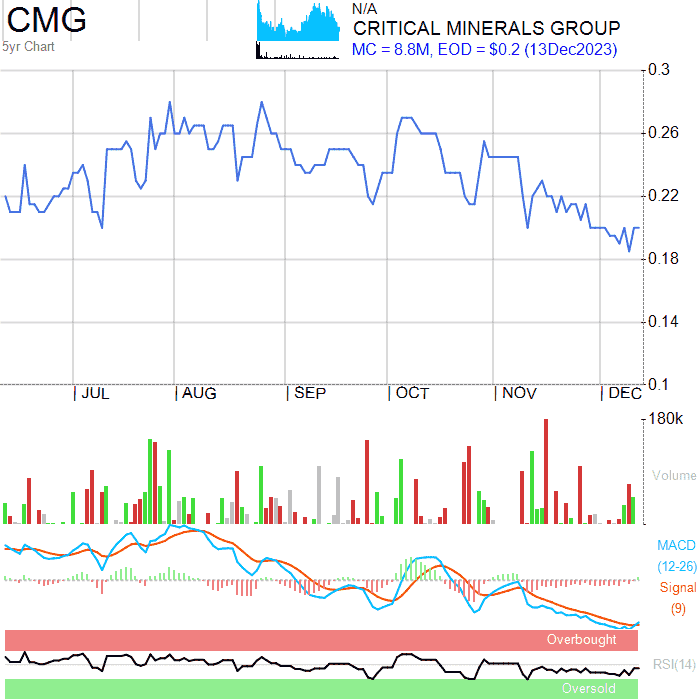 CMG
5yr Chart
N/A
CRITICAL MINERALS GROUP
MC = 8.8M, EOD = $0.2 (13Dec2023)
0.3
0.26
0.22
0.18
0.14
0.1
JUL AUG SEP OCT NOV DEC
180k
Volume
MACD
(12-26)
Signal
(9)
Overbought
RSI(14)
Oversold